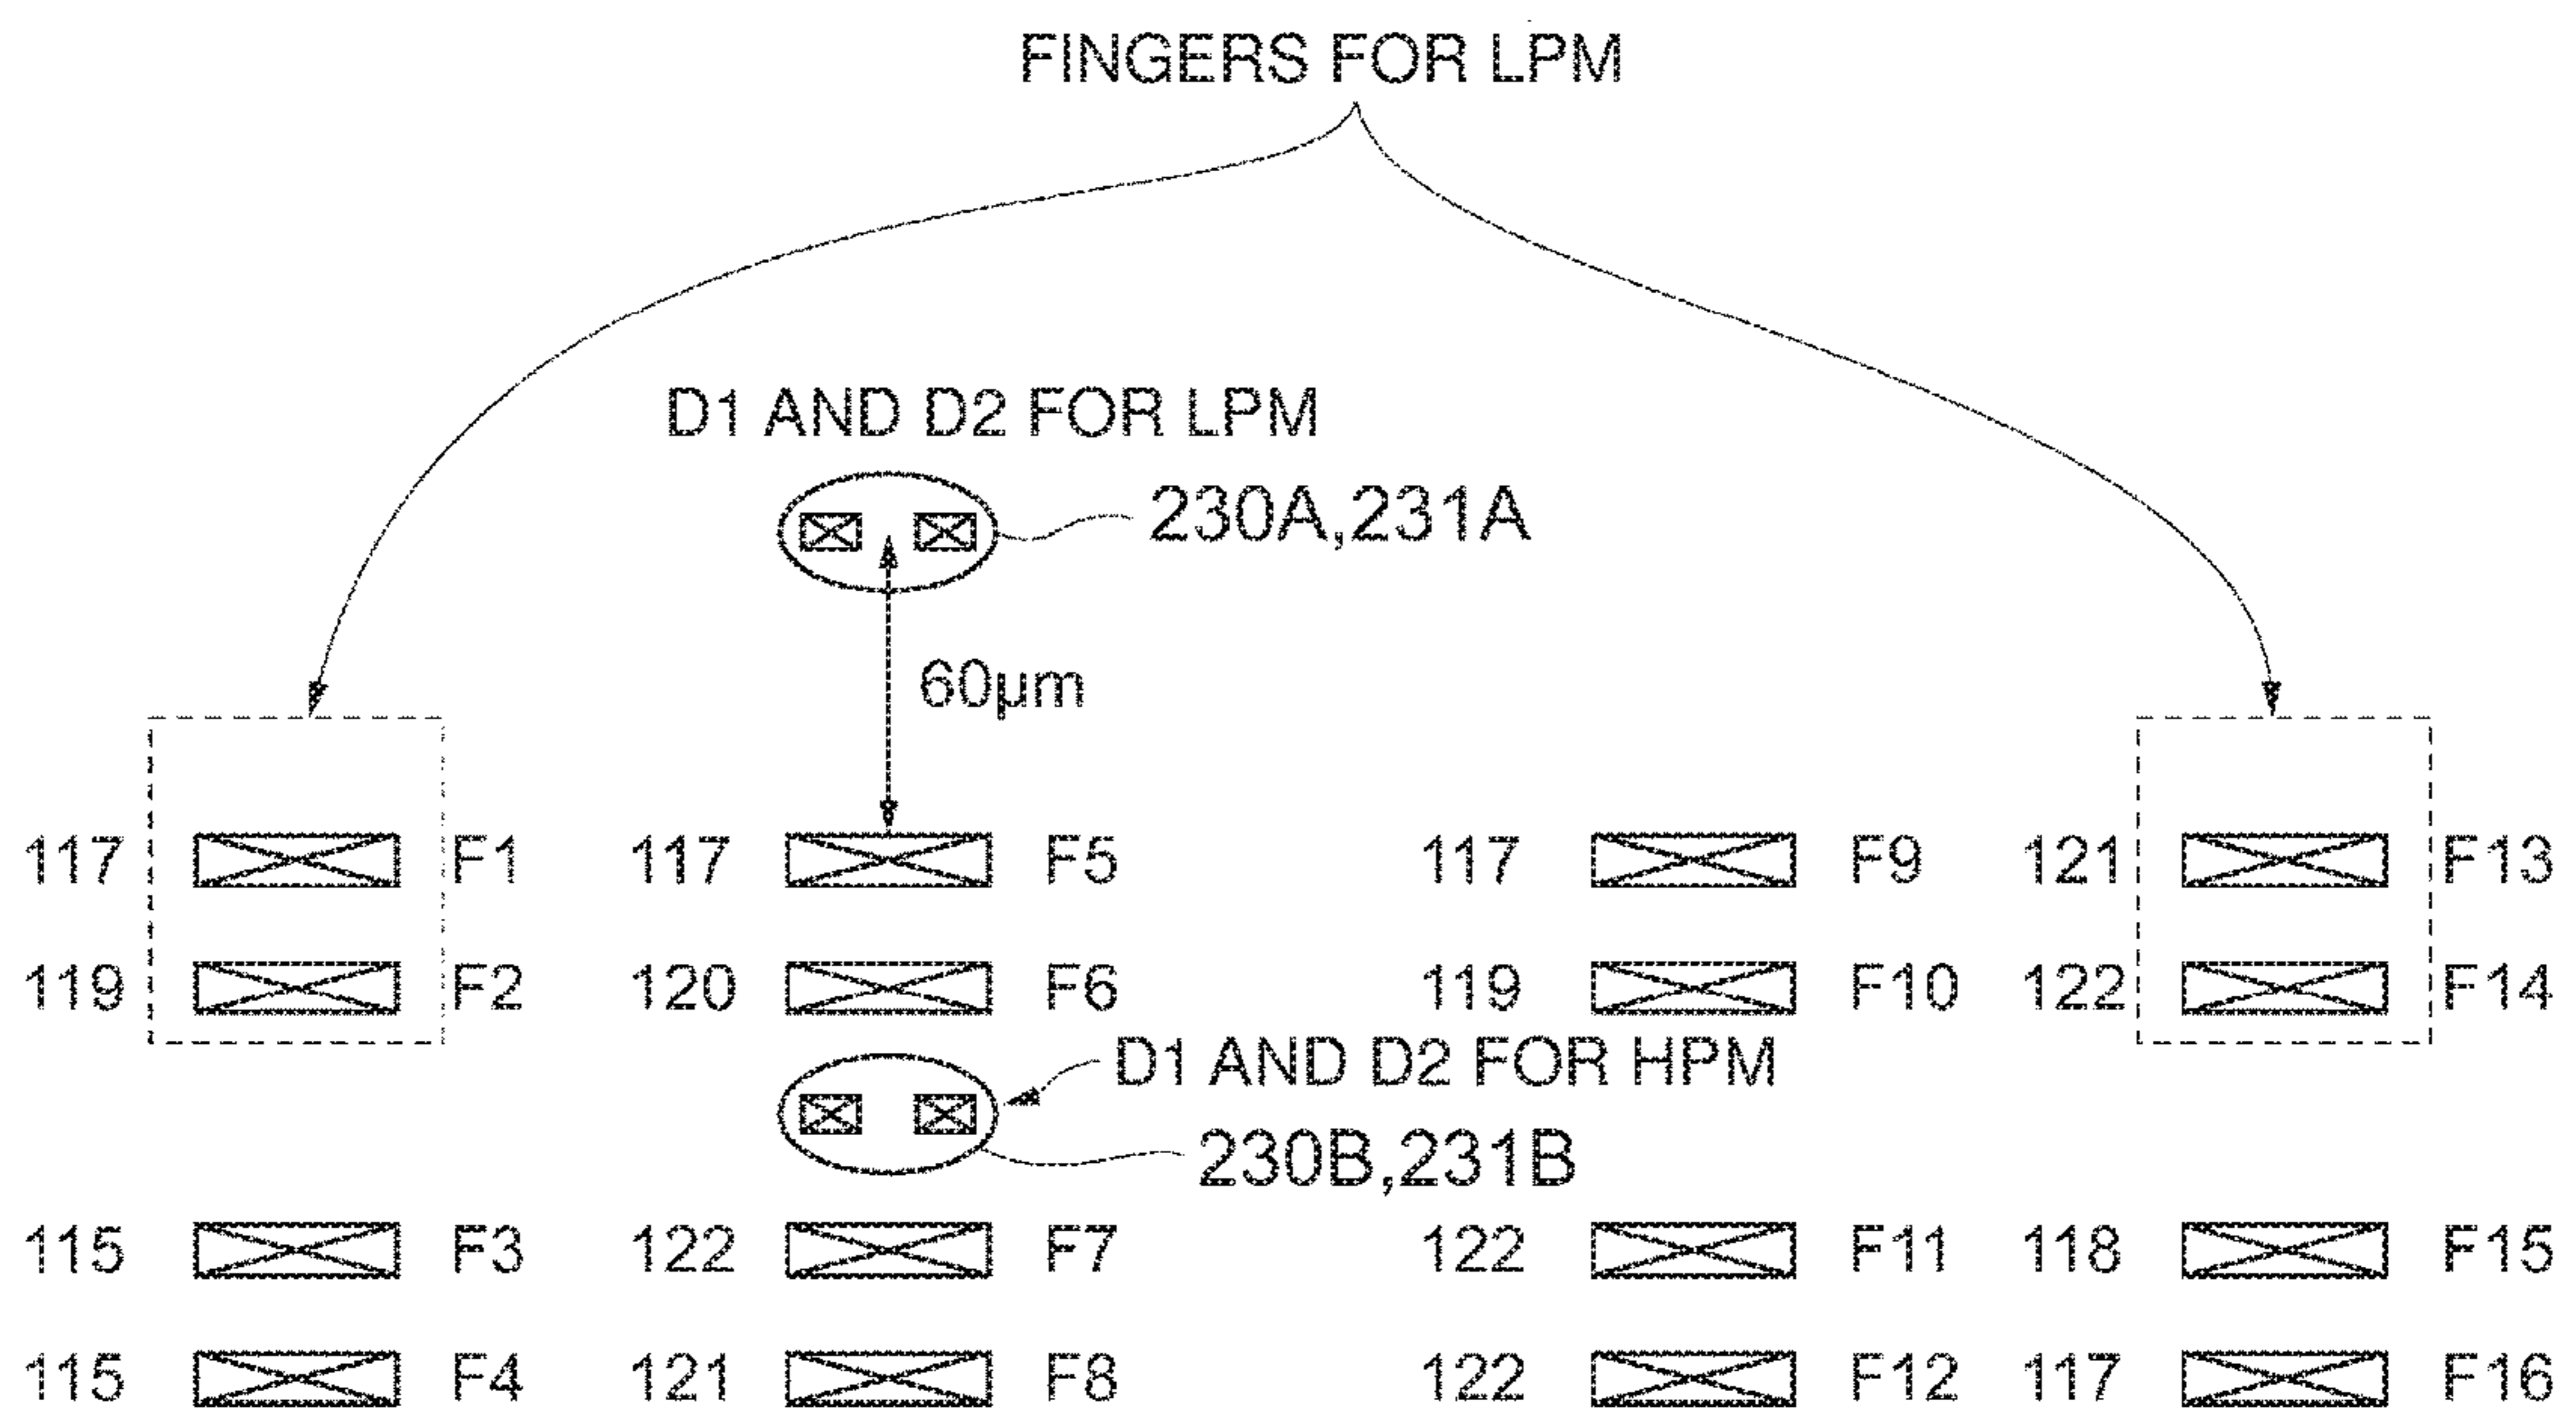 FINGERS FOR LPM
D1 AND D2 FOR LPM
230A,231A
60µm
117 F1 117 F5 117 F9 121 F13
119 F2 120 F6 119 F10 122 F14
D1 AND D2 FOR HPM
230B,231B
115 F3 122 F7 122 F11 118 F15
115 F4 121 F8 122 F12 117 F16